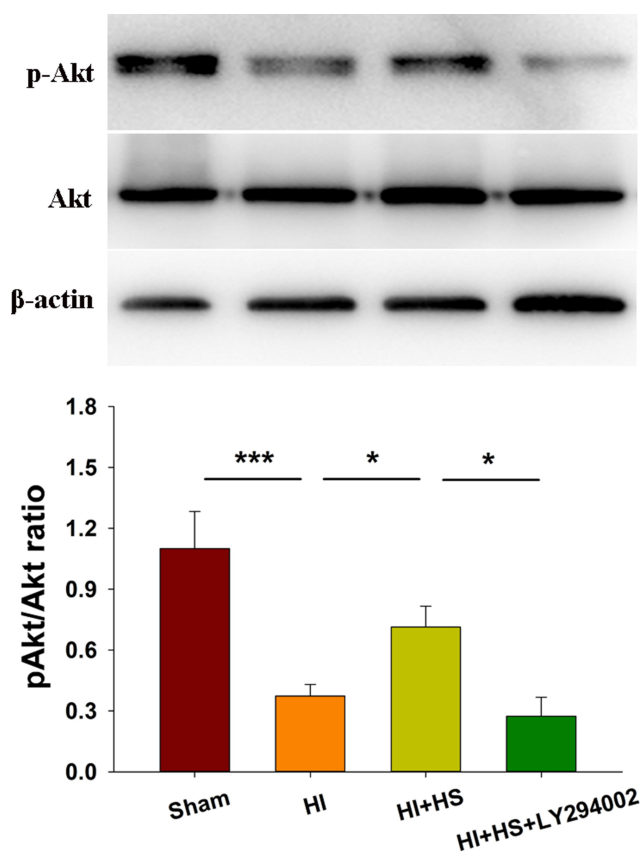 p-Akt
Akt
β-actin
1.8
1.5
1.2
0.9
0.6
0.3
0.0
pAkt/Akt ratio
*** * *
Sham HI HI+HS HI+HS+LY294002